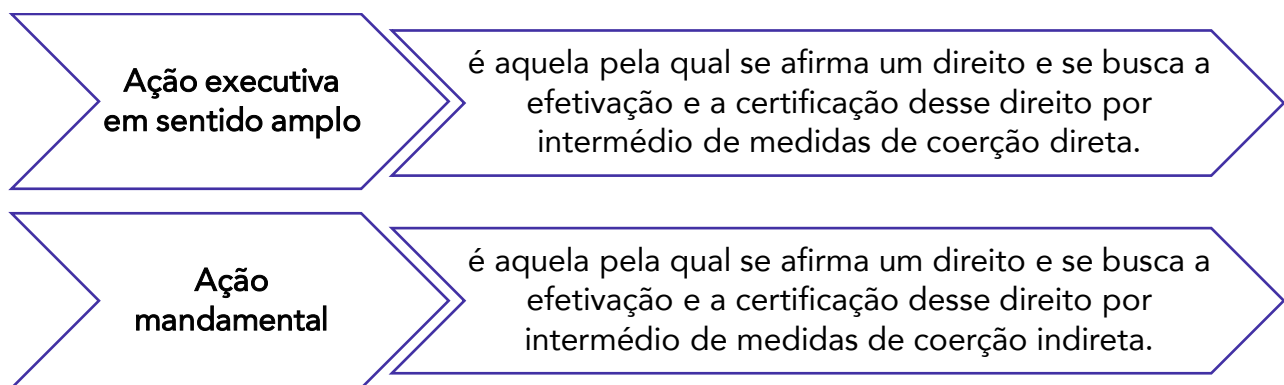 Ação executiva
em sentido amplo
é aquela pela qual se afirma um direito e se busca a
efetivação e a certificação desse direito por
intermédio de medidas de coerção direta.
Ação
mandamental
é aquela pela qual se afirma um direito e se busca a
efetivação e a certificação desse direito por
intermédio de medidas de coerção indireta.